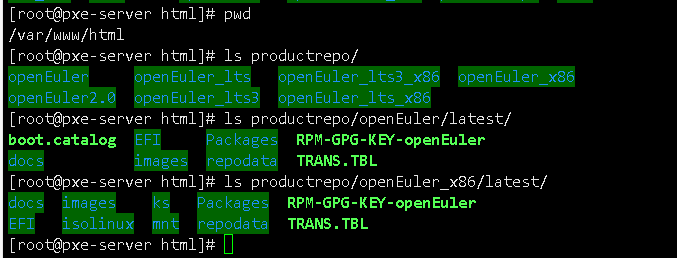 [root@pxe-server html]# pwd
/var/www/html
[root@pxe-server html]# ls productrepo/
openEuler openEuler_lts openEuler_lts3_x86 openEuler_x86
openEuler2.0 openEuler_lts3 openEuler_lts_x86
[root@pxe-server html]# ls productrepo/openEuler/latest/
boot.catalog EFI Packages RPM-GPG-KEY-openEuler
docs images repodata TRANS.TBL
[root@pxe-server html]# ls productrepo/openEuler_x86/latest/
docs images ks Packages RPM-GPG-KEY-openEuler
EFI isolinux mnt repodata TRANS.TBL
[root@pxe-server html]#